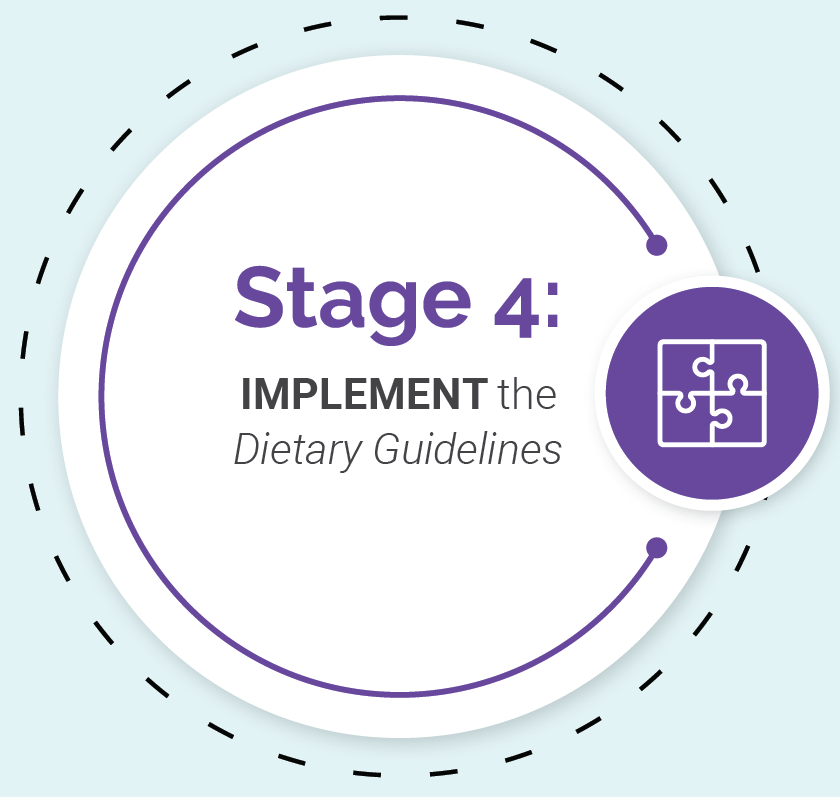 Stage 4:
IMPLEMENT the
Dietary Guidelines